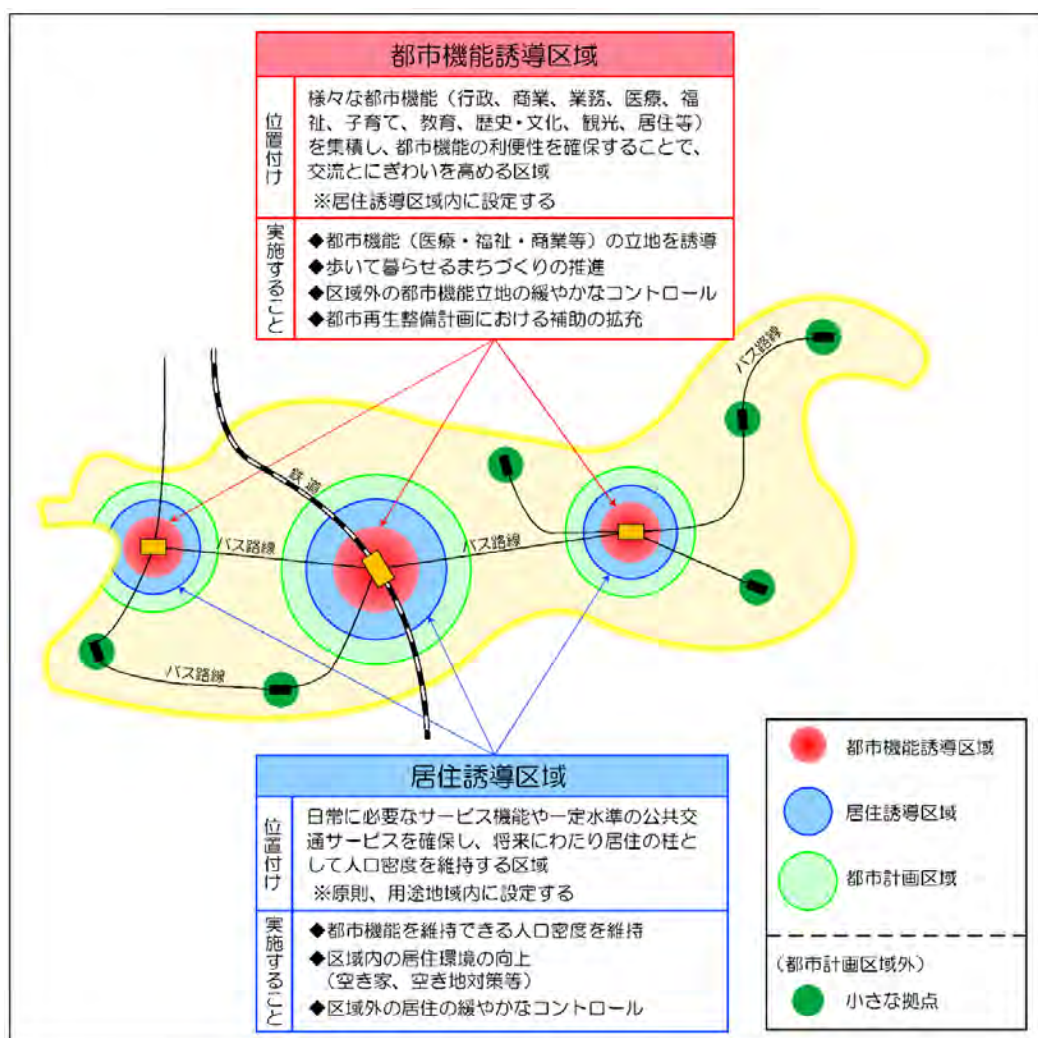 都市機能誘導区域
位置付け
様々な都市機能（行政、商業、業務、医療、福
祉、子育て、教育、歴史・文化、観光、居住等）
を集積し、都市機能の利便性を確保することで、
交流とにぎわいを高める区域
※居住誘導区域内に設定する
実施すること
◆都市機能（医療・福祉・商業等）の立地を誘導
◆歩いて暮らせるまちづくりの推進
◆区域外の都市機能立地の緩やかなコントロール
◆都市再生整備計画における補助の拡充
バス路線
鉄道
バス路線
バス路線
バス路線
居住誘導区域
位置付け
日常に必要なサービス機能や一定水準の公共交
通サービスを確保し、将来にわたり居住の柱と
して人口密度を維持する区域
※原則、用途地域内に設定する
実施すること
◆都市機能を維持できる人口密度を維持
◆区域内の居住環境の向上
（空き家、空き地対策等）
◆区域外の居住の緩やかなコントロール
都市機能誘導区域
居住誘導区域
都市計画区域
（都市計画区域外）
小さな拠点